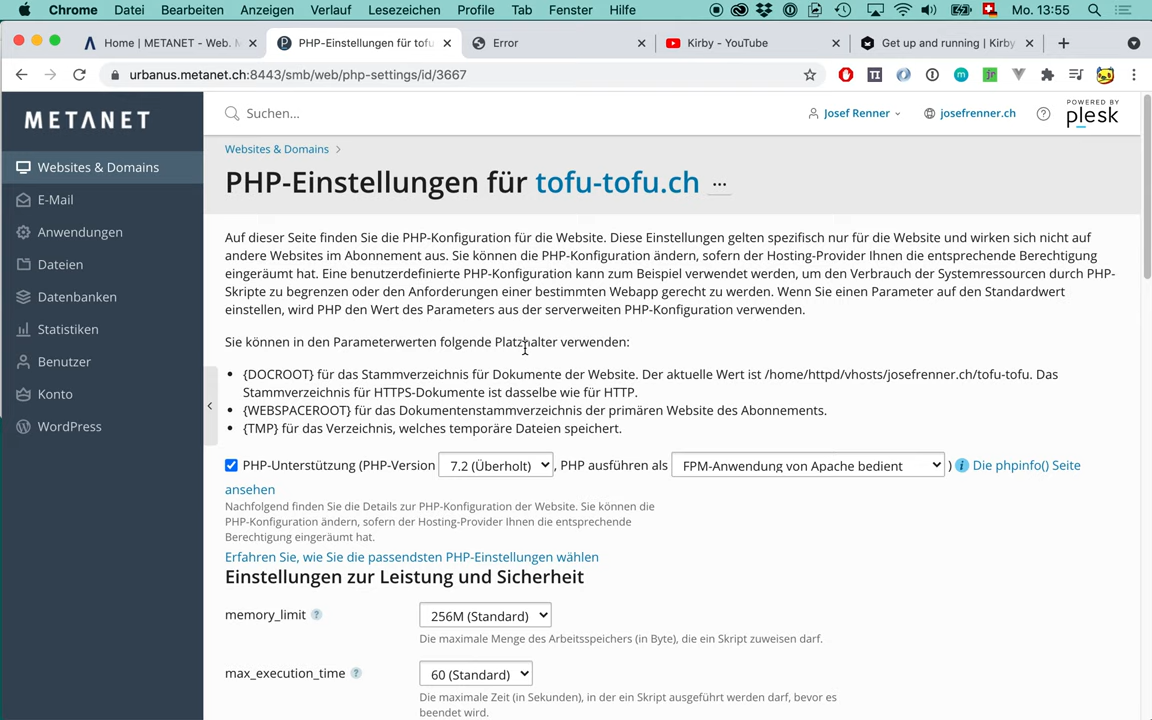 Chrome Datei Bearbeiten Anzeigen Verlauf Lesezeichen Profile Tab Fenster Hilfe Mo. 13:55
Home | METANET - Web. M
PHP-Einstellungen für tofu
Error
Kirby - YouTube
Get up and running | Kirby
urbanus.metanet.ch:8443/smb/web/php-settings/id/3667
METANET
Suchen...
Josef Renner
josefrenner.ch
POWERED BY
plesk
Websites & Domains
E-Mail
Anwendungen
Dateien
Datenbanken
Statistiken
Benutzer
Konto
WordPress
Websites & Domains
PHP-Einstellungen für tofu-tofu.ch ...
Auf dieser Seite finden Sie die PHP-Konfiguration für die Website. Diese Einstellungen gelten spezifisch nur für die Website und wirken sich nicht auf
andere Websites im Abonnement aus. Sie können die PHP-Konfiguration ändern, sofern der Hosting-Provider Ihnen die entsprechende Berechtigung
eingeräumt hat. Eine benutzerdefinierte PHP-Konfiguration kann zum Beispiel verwendet werden, um den Verbrauch der Systemressourcen durch PHP-
Skripte zu begrenzen oder den Anforderungen einer bestimmten Webapp gerecht zu werden. Wenn Sie einen Parameter auf den Standardwert
einstellen, wird PHP den Wert des Parameters aus der serverweiten PHP-Konfiguration verwenden.
Sie können in den Parameterwerten folgende Platzhalter verwenden:
• {DOCROOT} für das Stammverzeichnis für Dokumente der Website. Der aktuelle Wert ist /home/httpd/vhosts/josefrenner.ch/tofu-tofu. Das
Stammverzeichnis für HTTPS-Dokumente ist dasselbe wie für HTTP.
• {WEBSPACEROOT} für das Dokumentenstammverzeichnis der primären Website des Abonnements.
• {TMP} für das Verzeichnis, welches temporäre Dateien speichert.
PHP-Unterstützung (PHP-Version 7.2 (Überholt) , PHP ausführen als FPM-Anwendung von Apache bedient ) Die phpinfo() Seite
ansehen
Nachfolgend finden Sie die Details zur PHP-Konfiguration der Website. Sie können die
PHP-Konfiguration ändern, sofern der Hosting-Provider Ihnen die entsprechende
Berechtigung eingeräumt hat.
Erfahren Sie, wie Sie die passendsten PHP-Einstellungen wählen
Einstellungen zur Leistung und Sicherheit
memory_limit ? 256M (Standard)
Die maximale Menge des Arbeitsspeichers (in Byte), die ein Skript zuweisen darf.
max_execution_time ? 60 (Standard)
Die maximale Zeit (in Sekunden), in der ein Skript ausgeführt werden darf, bevor es
beendet wird.